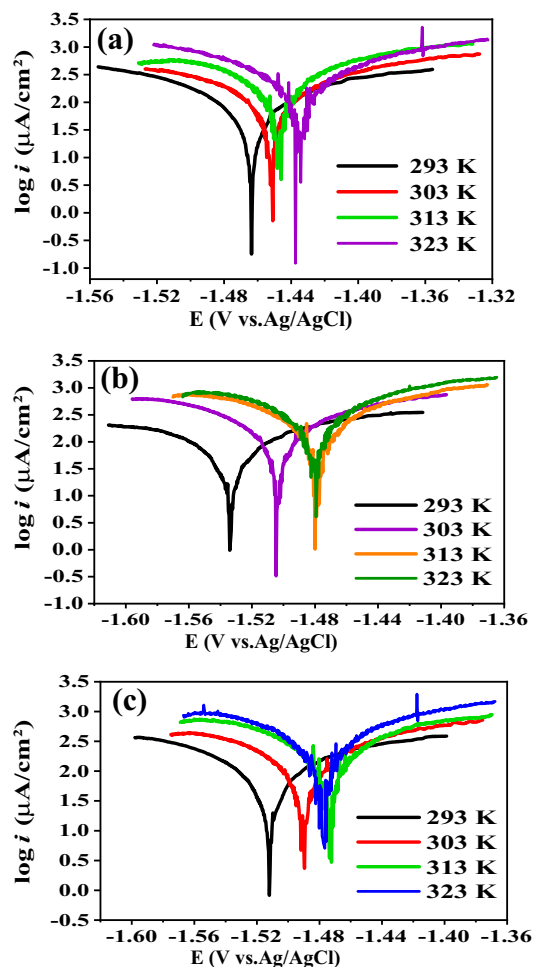 (a)
3.5
3.0
2.5
2.0
1.5
1.0
0.5
0.0
-0.5
-1.0
log i (μA/cm²)
293 K
303 K
313 K
323 K
-1.56 -1.52 -1.48 -1.44 -1.40 -1.36 -1.32
E (V vs.Ag/AgCl)
(b)
3.5
3.0
2.5
2.0
1.5
1.0
0.5
0.0
-0.5
-1.0
log i (μA/cm²)
293 K
303 K
313 K
323 K
-1.60 -1.56 -1.52 -1.48 -1.44 -1.40 -1.36
E (V vs.Ag/AgCl)
(c)
3.5
3.0
2.5
2.0
1.5
1.0
0.5
0.0
-0.5
log i (μA/cm²)
293 K
303 K
313 K
323 K
-1.60 -1.56 -1.52 -1.48 -1.44 -1.40 -1.36
E (V vs.Ag/AgCl)